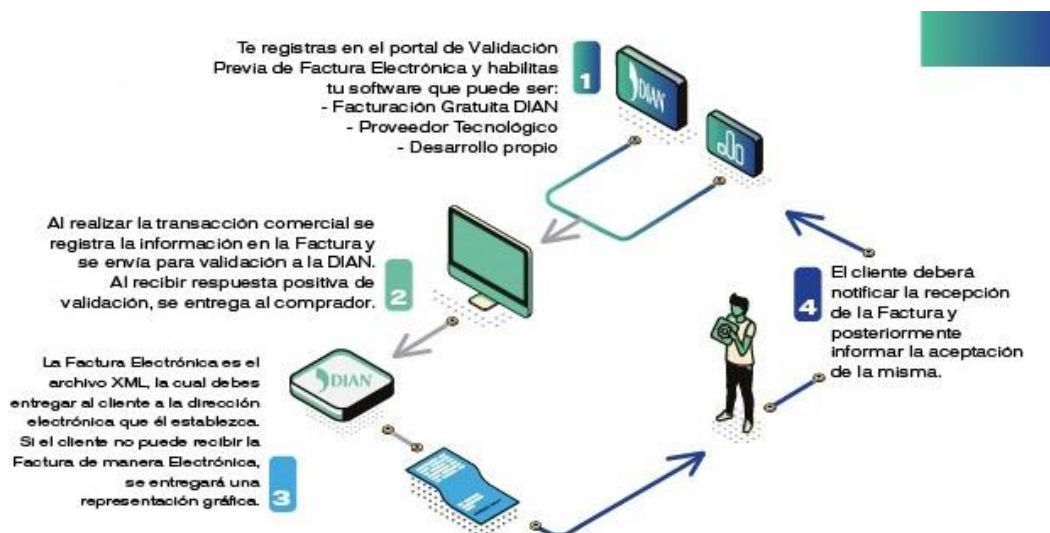 Te registras en el portal de Validación
Previa de Factura Electrónica y habilitas
tu software que puede ser:
- Facturación Gratuita DIAN
- Proveedor Tecnológico
- Desarrollo propio
1
DIAN
Al realizar la transacción comercial se
registra la información en la Factura y
se envía para validación a la DIAN.
Al recibir respuesta positiva de
validación, se entrega al comprador.
2
La Factura Electrónica es el
archivo XML, la cual debes
entregar al cliente a la dirección
electrónica que él establezca.
Si el cliente no puede recibir la
Factura de manera Electrónica,
se entregará una
representación gráfica.
3
DIAN
4
El cliente deberá
notificar la recepción
de la Factura y
posteriormente
informar la aceptación
de la misma.